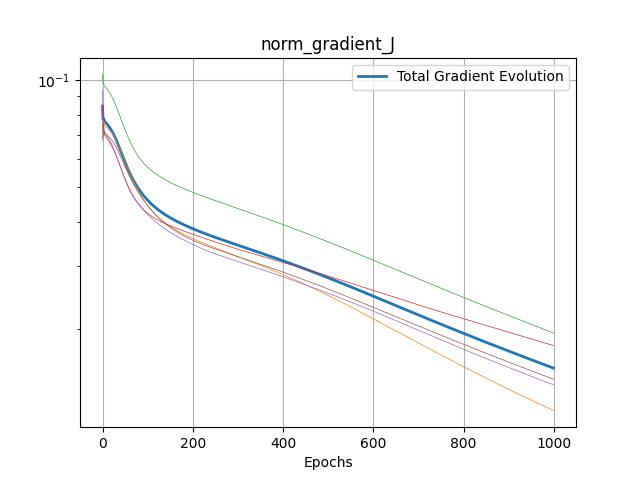 norm_gradient_J
Total Gradient Evolution
10⁻¹
0 200 400 600 800 1000
Epochs